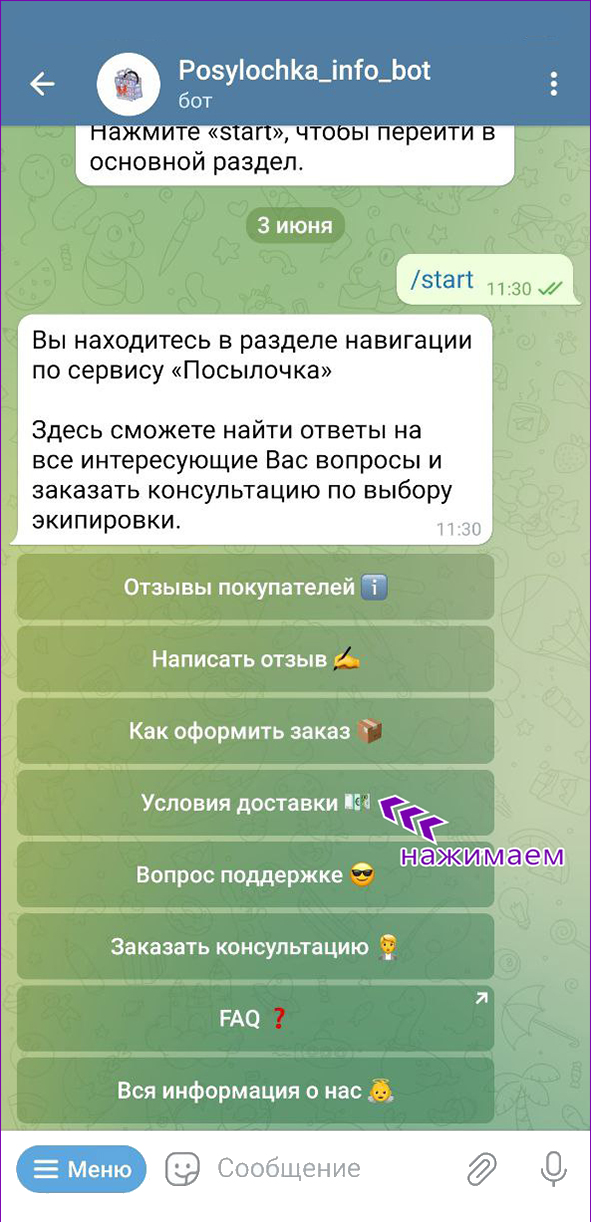 Posylochka_info_bot
бот
Нажмите «start», чтобы перейти в
основной раздел.
3 июня
/start 11:30
Вы находитесь в разделе навигации
по сервису «Посылочка»
Здесь сможете найти ответы на
все интересующие Вас вопросы и
заказать консультацию по выбору
экипировки.
11:30
Отзывы покупателей ℹ️
Написать отзыв ✍️
Как оформить заказ 📦
Условия доставки 💶
нажимаем
Вопрос поддержке 😎
Заказать консультацию 🧑‍💼
FAQ ❓
Вся информация о нас 👼
Меню
Сообщение